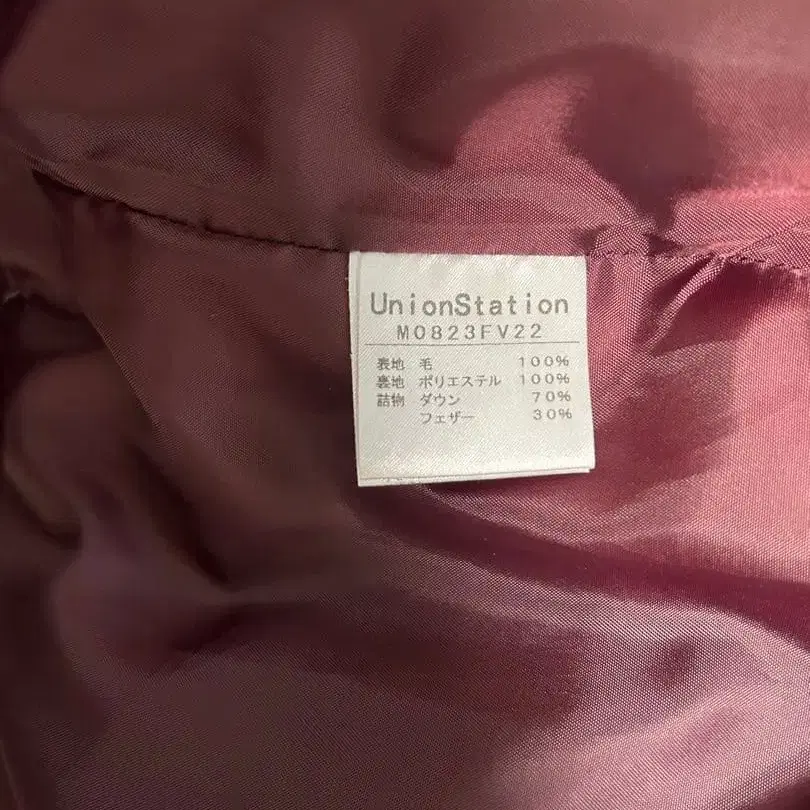 UnionStation
M0823FV22
表地 毛 100%
裏地 ポリエステル 100%
詰物 ダウン 70%
フェザー 30%